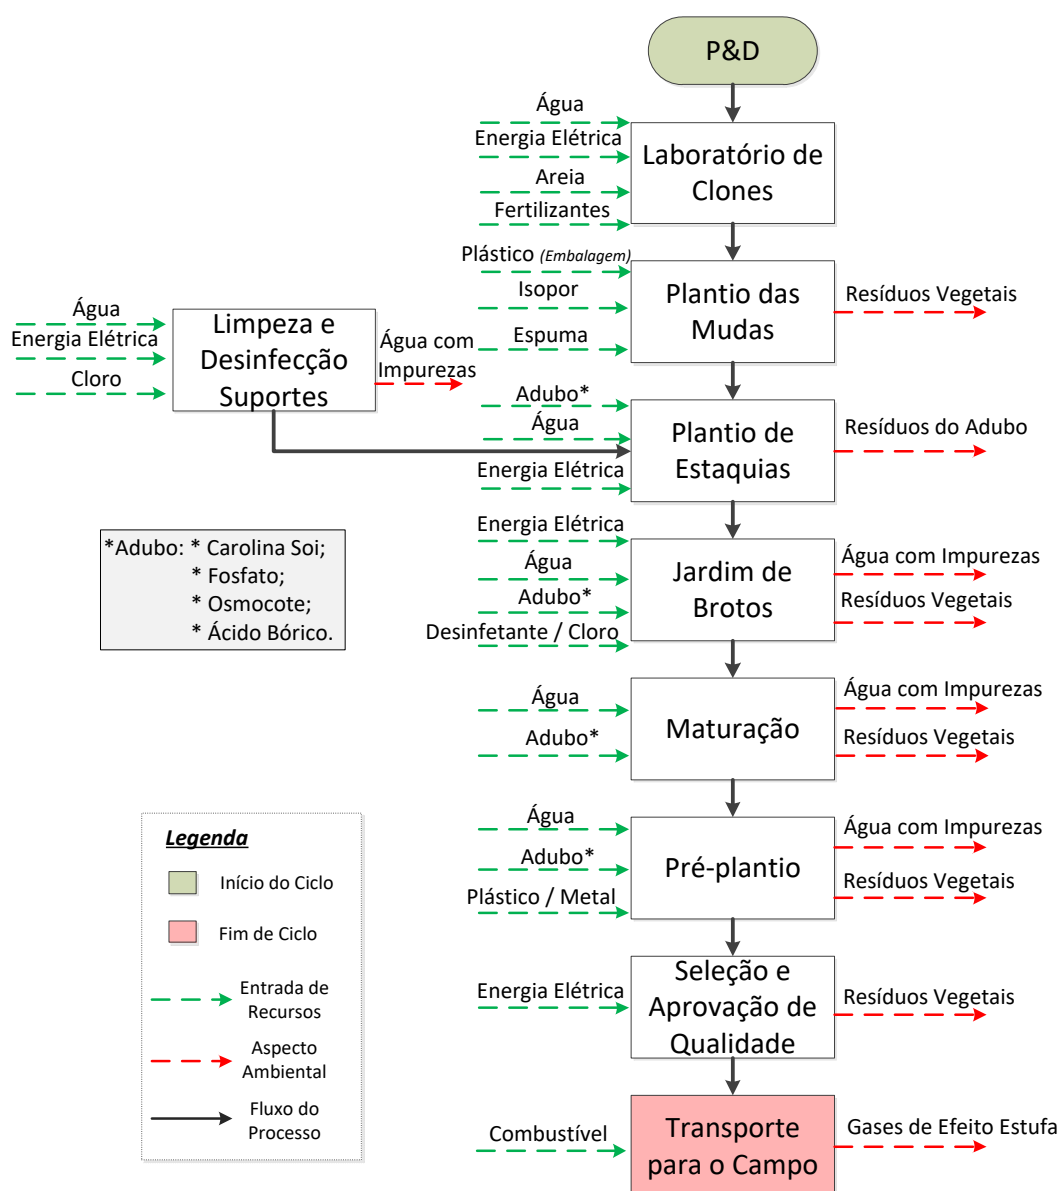 P&D
Água
Energia Elétrica
Areia
Fertilizantes
Laboratório de
Clones
Plástico (Embalagem)
Isopor
Espuma
Plantio das
Mudas
Resíduos Vegetais
Água
Energia Elétrica
Cloro
Limpeza e
Desinfecção
Suportes
Água com
Impurezas
Adubo*
Água
Energia Elétrica
Plantio de
Estaquias
Resíduos do Adubo
*Adubo: * Carolina Soi;
* Fosfato;
* Osmocote;
* Ácido Bórico.
Energia Elétrica
Água
Adubo*
Desinfetante / Cloro
Jardim de
Brotos
Água com Impurezas
Resíduos Vegetais
Água
Adubo*
Maturação
Água com Impurezas
Resíduos Vegetais
Água
Adubo*
Plástico / Metal
Pré-plantio
Água com Impurezas
Resíduos Vegetais
Energia Elétrica
Seleção e
Aprovação de
Qualidade
Resíduos Vegetais
Combustível
Transporte
para o Campo
Gases de Efeito Estufa
Legenda
Início do Ciclo
Fim de Ciclo
Entrada de
Recursos
Aspecto
Ambiental
Fluxo do
Processo